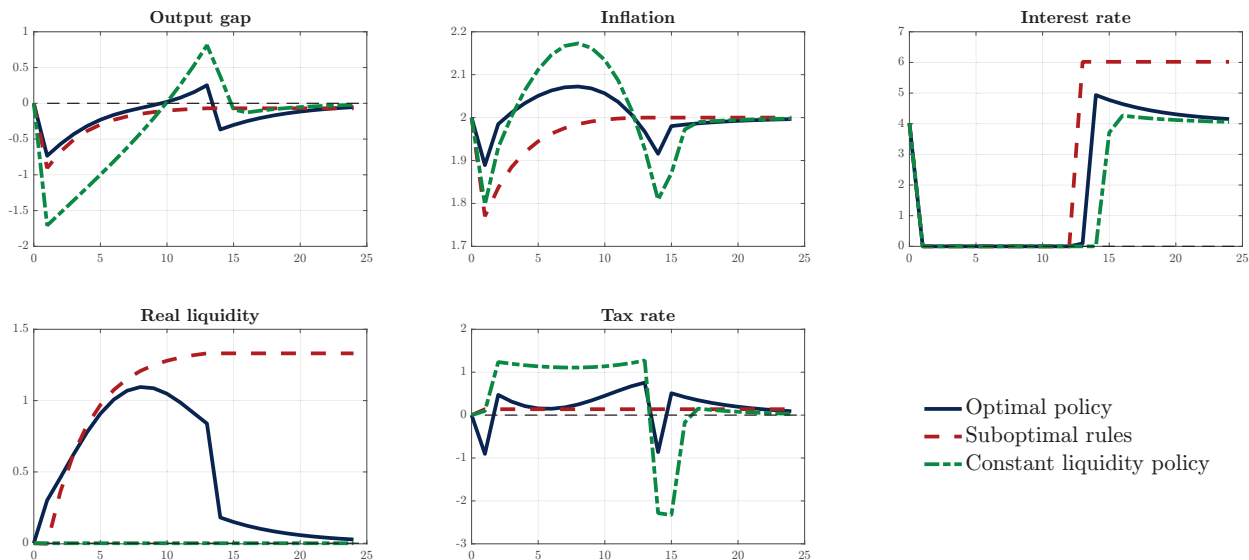 Output gap
1
0.5
0
-0.5
-1
-1.5
-2
0 5 10 15 20 25
Inflation
2.2
2.1
2
1.9
1.8
1.7
0 5 10 15 20 25
Interest rate
7
6
5
4
3
2
1
0
0 5 10 15 20 25
Real liquidity
1.5
1
0.5
0
0 5 10 15 20 25
Tax rate
2
1
0
-1
-2
-3
0 5 10 15 20 25
Optimal policy
Suboptimal rules
Constant liquidity policy